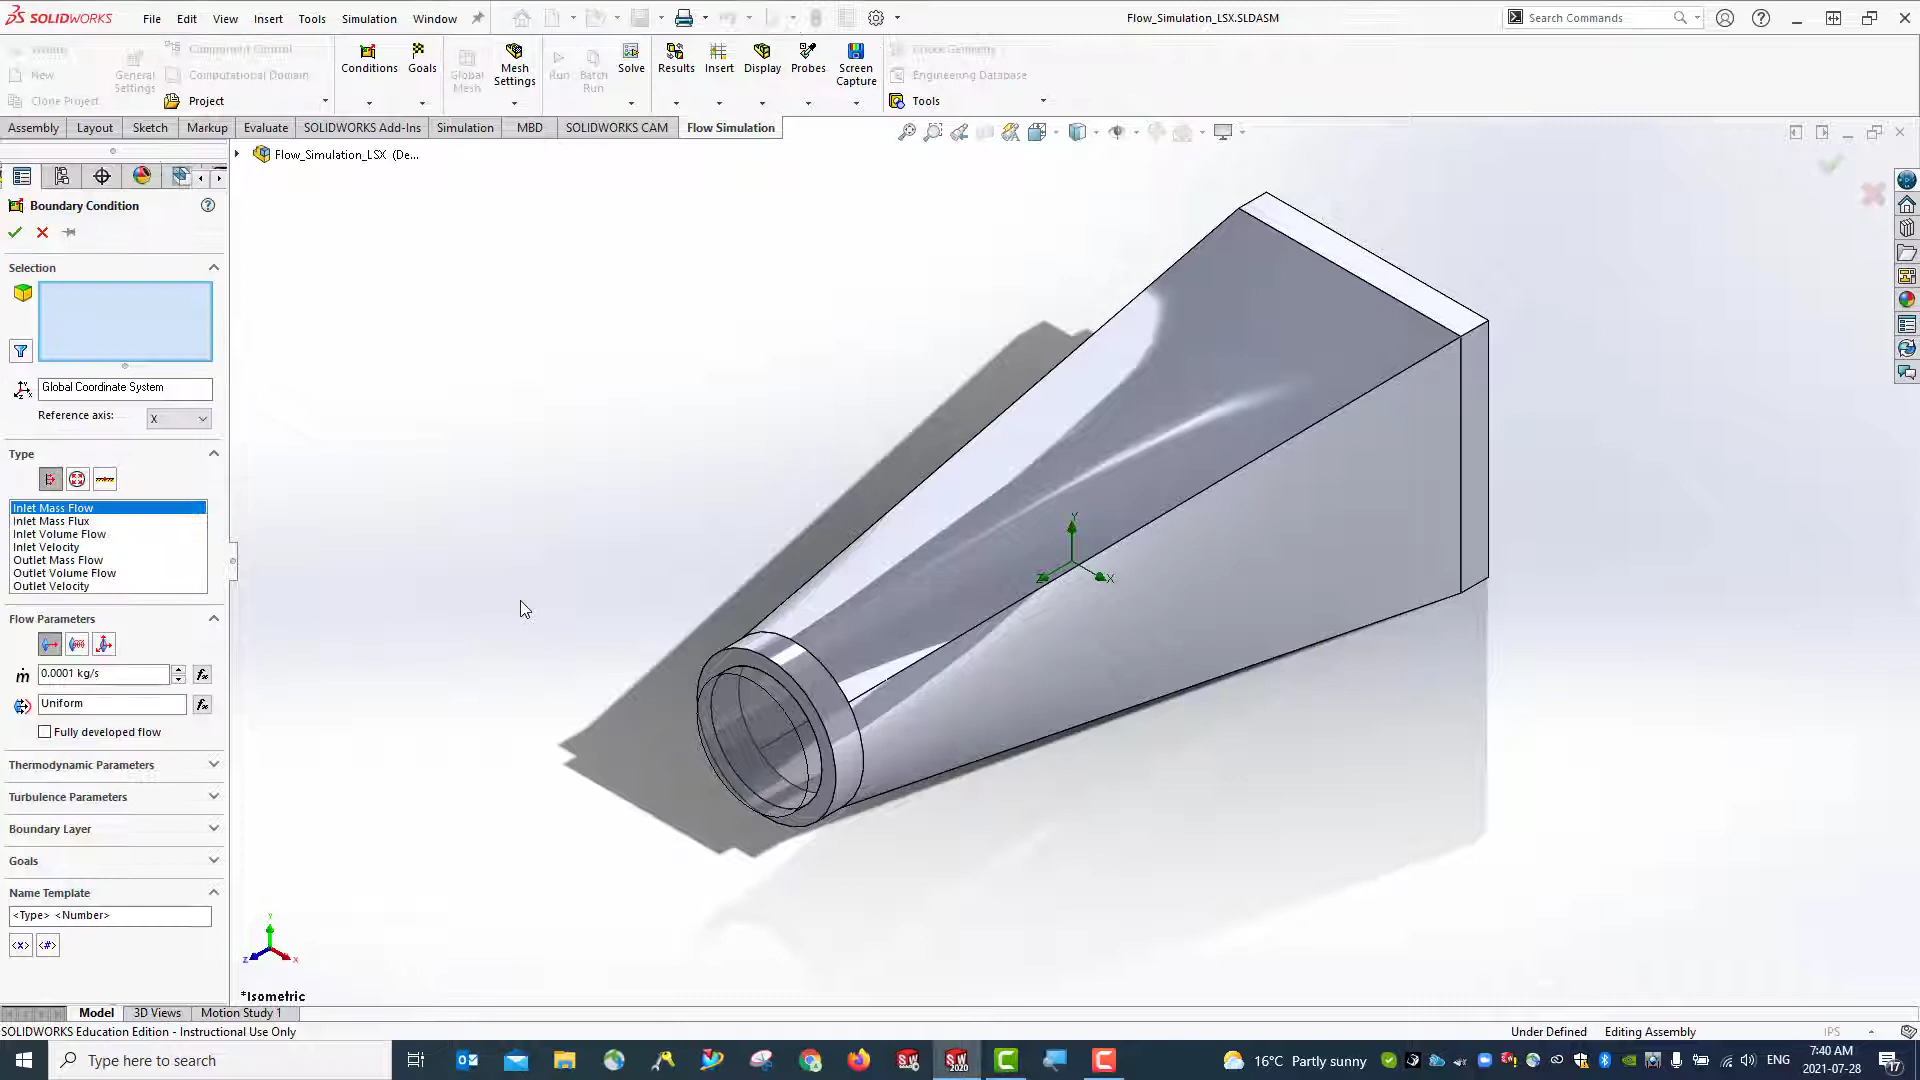 SOLIDWORKS File Edit View Insert Tools Simulation Window
Flow_Simulation_LSX.SLDASM
Search Commands
New
Clone Project
General Settings
Component Control
Computational Domain
Project
Conditions
Goals
Global Mesh
Mesh Settings
Run
Batch Run
Solve
Results
Insert
Display
Probes
Screen Capture
Check Geometry
Engineering Database
Tools
Assembly Layout Sketch Markup Evaluate SOLIDWORKS Add-Ins Simulation MBD SOLIDWORKS CAM Flow Simulation
Flow_Simulation_LSX (De...
Boundary Condition
Selection
Global Coordinate System
Reference axis: X
Type
Inlet Mass Flow
Inlet Mass Flux
Inlet Volume Flow
Inlet Velocity
Outlet Mass Flow
Outlet Volume Flow
Outlet Velocity
Flow Parameters
ṁ 0.0001 kg/s
Uniform
Fully developed flow
Thermodynamic Parameters
Turbulence Parameters
Boundary Layer
Goals
Name Template
<Type> <Number>
<x> <#>
Y
Z
X
Y
Z
X
*Isometric
Model 3D Views Motion Study 1
SOLIDWORKS Education Edition - Instructional Use Only
Under Defined Editing Assembly IPS
Type here to search
16°C Partly sunny
ENG
7:40 AM
2021-07-28
17